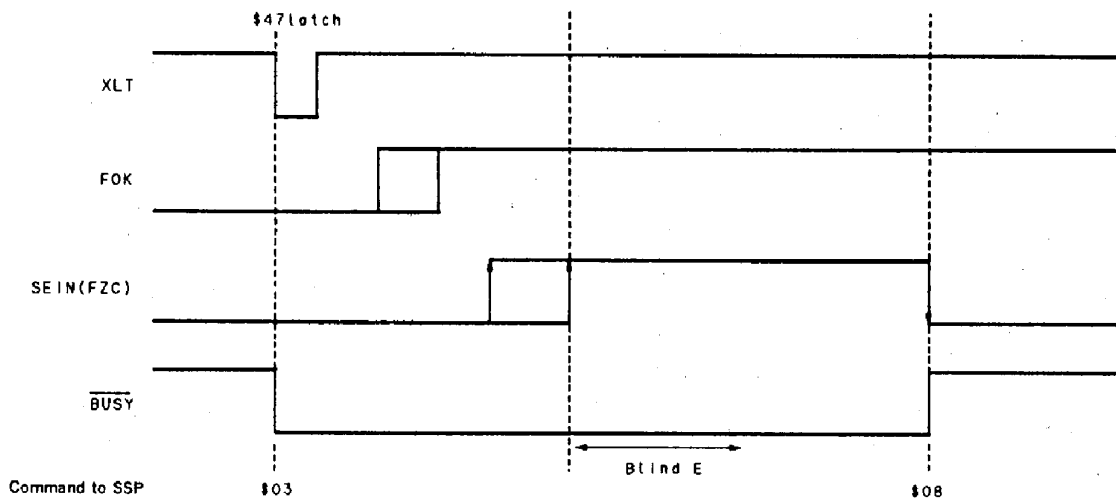 $47latch
XLT
FOK
SEIN(FZC)
BUSY
Blind E
Command to SSP $03 $08